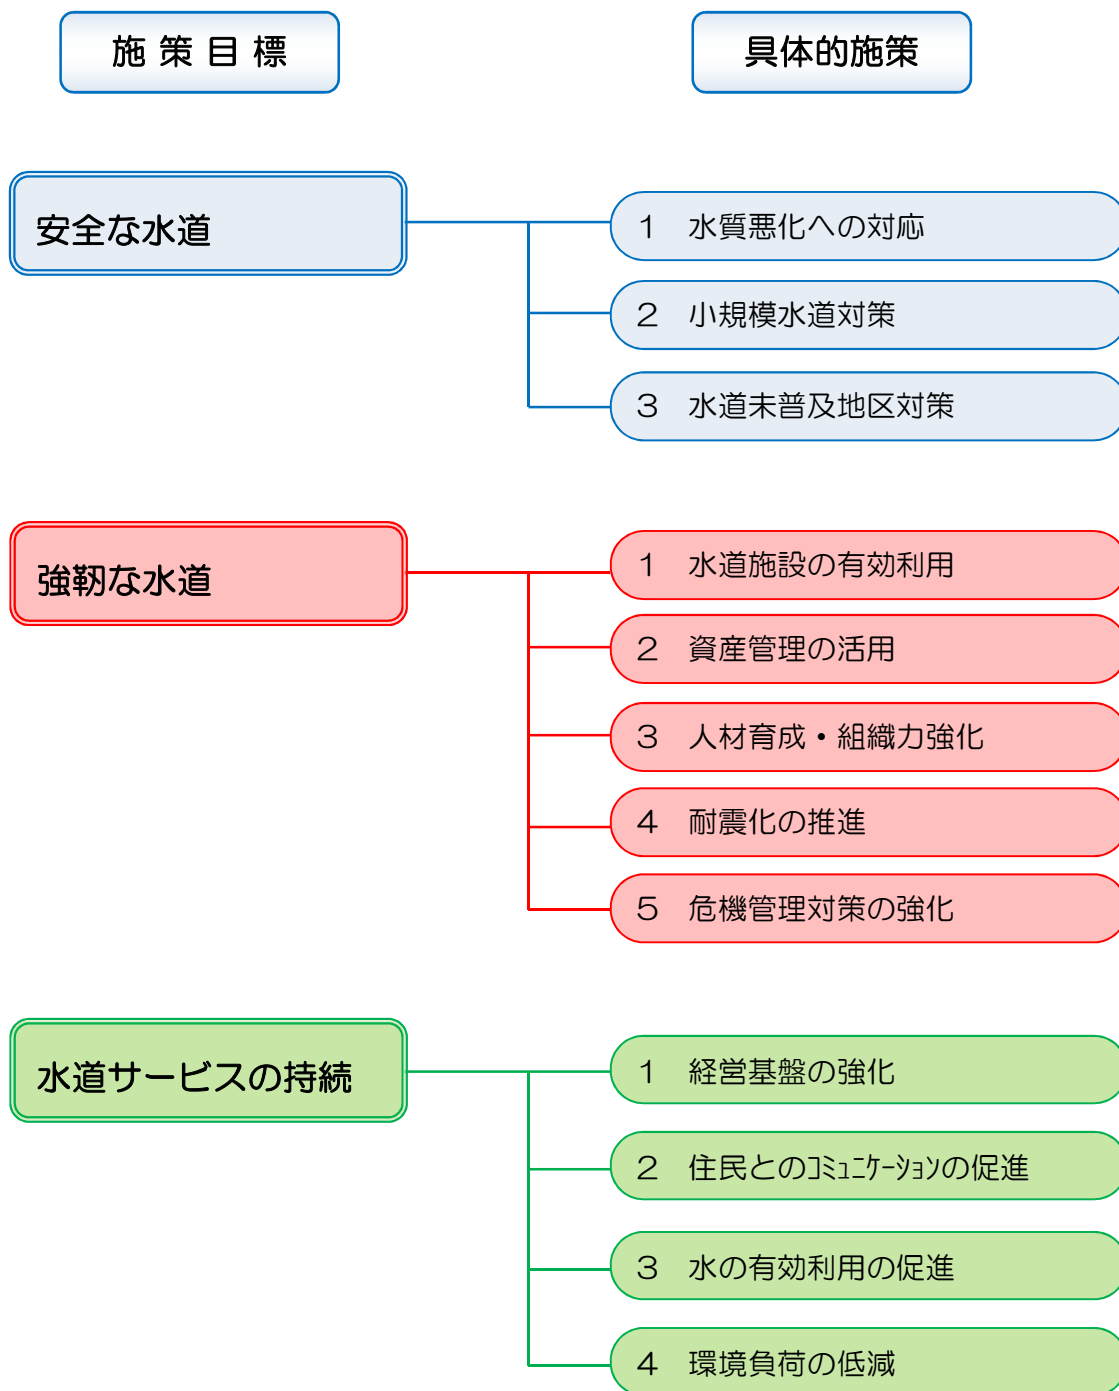 施 策 目 標
具体的施策
安全な水道
1 水質悪化への対応
2 小規模水道対策
3 水道未普及地区対策
強靭な水道
1 水道施設の有効利用
2 資産管理の活用
3 人材育成・組織力強化
4 耐震化の推進
5 危機管理対策の強化
水道サービスの持続
1 経営基盤の強化
2 住民とのｺﾐｭﾆｹｰｼｮﾝの促進
3 水の有効利用の促進
4 環境負荷の低減